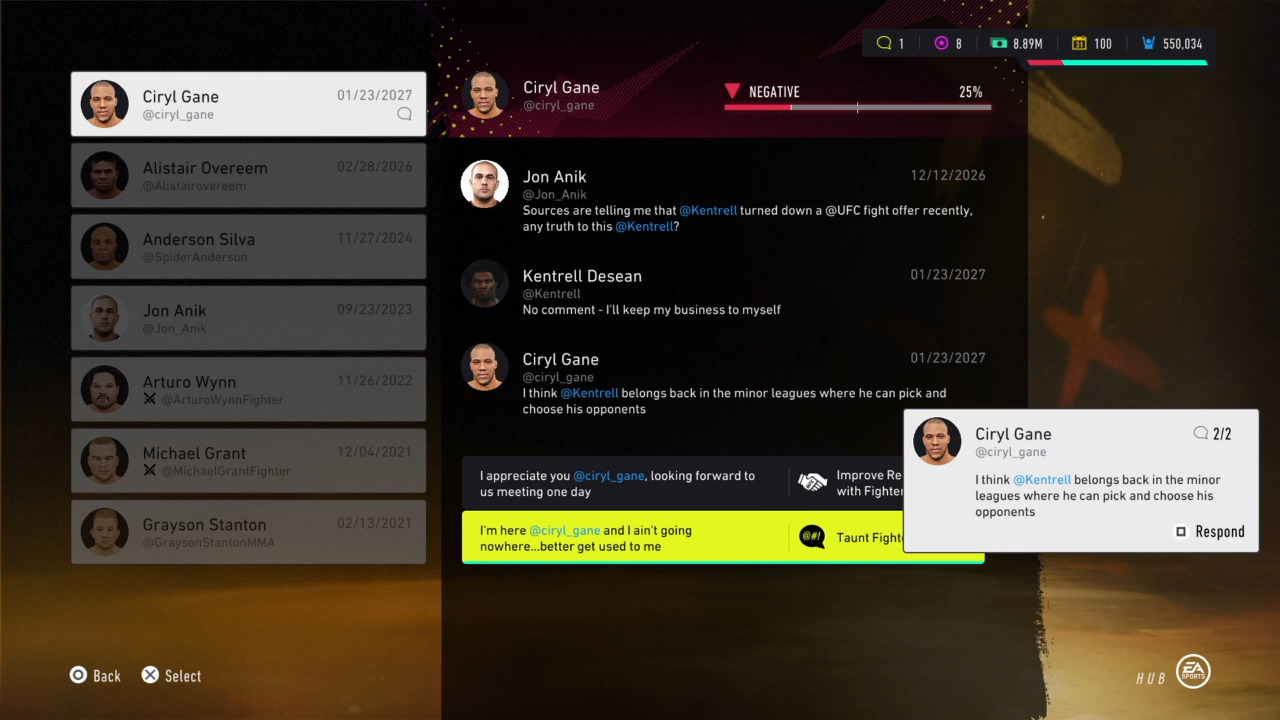 1
8
8.89M
31
100
550,034
Ciryl Gane
01/23/2027
@ciryl_gane
Alistair Overeem
02/28/2026
@Alistairovereem
Anderson Silva
11/27/2024
@SpiderAnderson
Jon Anik
09/23/2023
@Jon_Anik
Arturo Wynn
11/26/2022
@ArturoWynnFighter
Michael Grant
12/04/2021
@MichaelGrantFighter
Grayson Stanton
02/13/2021
@GraysonStantonMMA
Ciryl Gane
@ciryl_gane
NEGATIVE
25%
Jon Anik
12/12/2026
@Jon_Anik
Sources are telling me that @Kentrell turned down a @UFC fight offer recently,
any truth to this @Kentrell?
Kentrell Desean
01/23/2027
@Kentrell
No comment - I'll keep my business to myself
Ciryl Gane
01/23/2027
@ciryl_gane
I think @Kentrell belongs back in the minor leagues where he can pick and
choose his opponents
I appreciate you @ciryl_gane, looking forward to
us meeting one day
Improve Re
with Fighter
I'm here @ciryl_gane and I ain't going
nowhere...better get used to me
@#!
Taunt Fight
Ciryl Gane
2/2
@ciryl_gane
I think @Kentrell belongs back in the minor
leagues where he can pick and choose his
opponents
Respond
Back
Select
HUB
EA
SPORTS